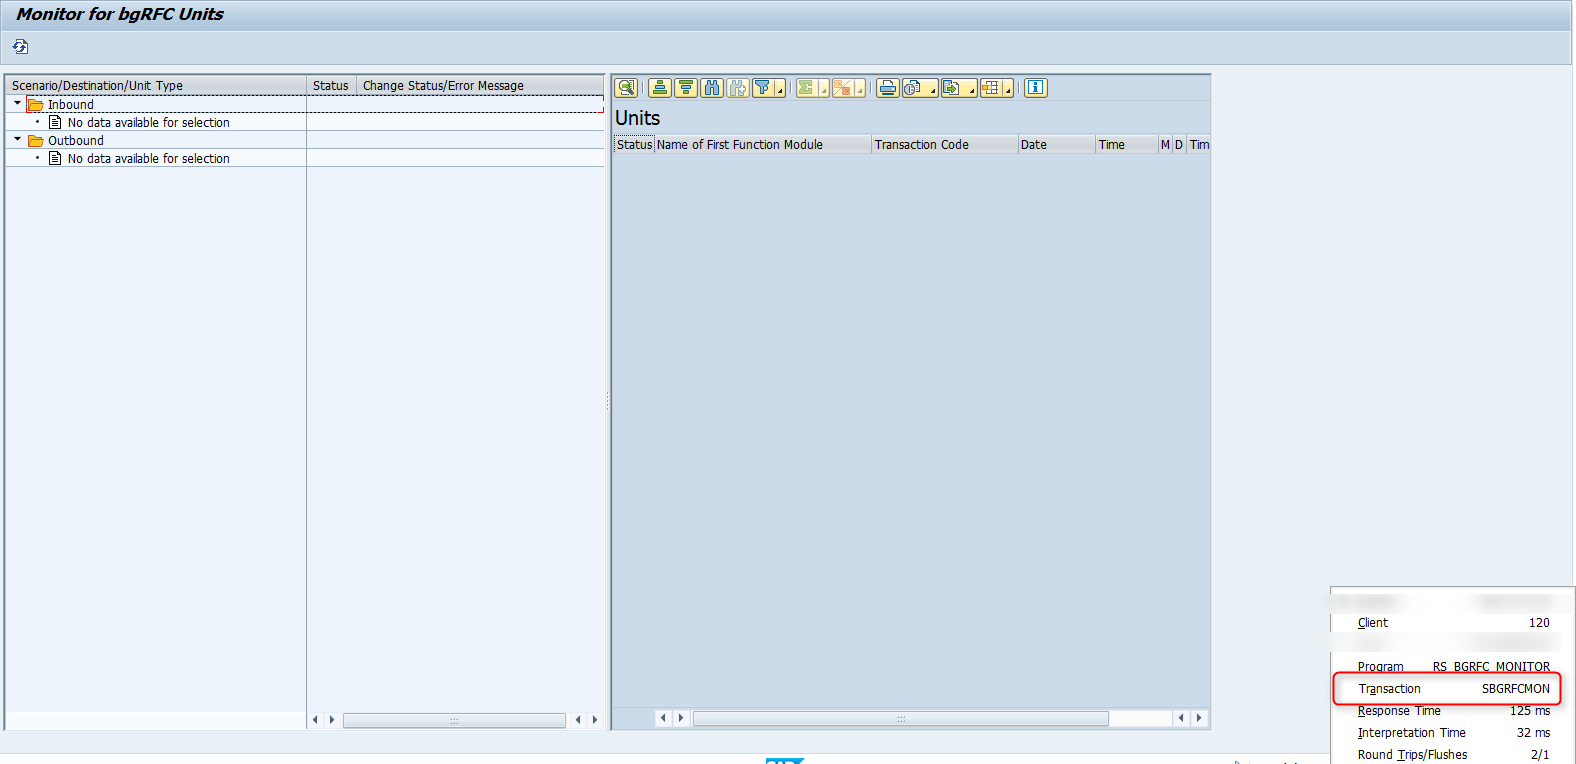 Monitor for bgRFC Units
Scenario/Destination/Unit Type Status Change Status/Error Message
Inbound
No data available for selection
Outbound
No data available for selection
Units
Status Name of First Function Module Transaction Code Date Time M D Tim
Client 120
Program RS_BGRFC_MONITOR
Transaction SBGRFCMON
Response Time 125 ms
Interpretation Time 32 ms
Round Trips/Flushes 2/1